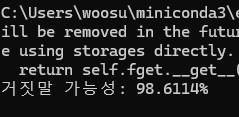 C:\Users\woosu\miniconda3\e
ill be removed in the futur
e using storages directly.
return self.fget.__get__(
거짓말 가능성: 98.6114%